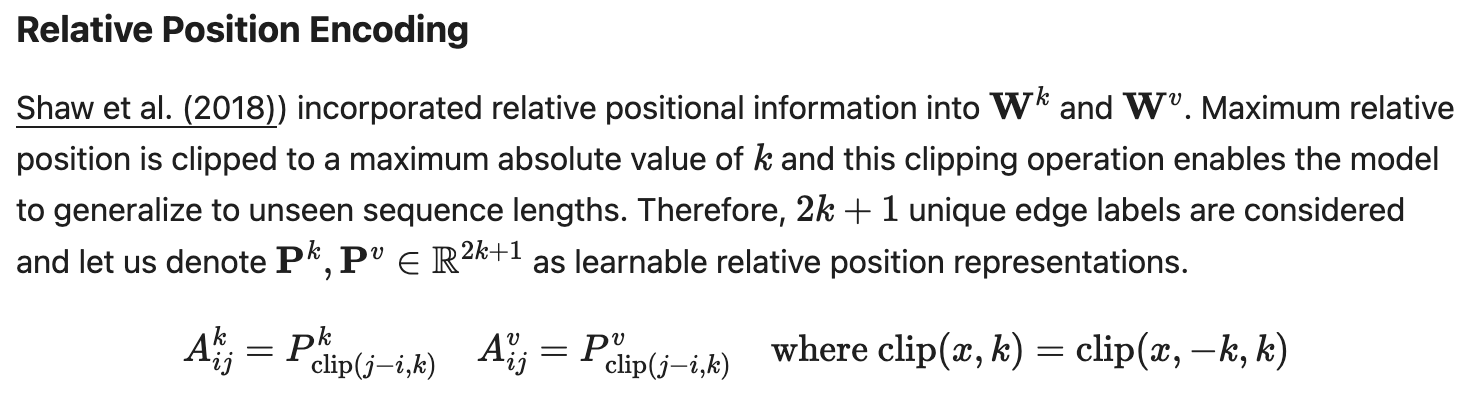 Relative Position Encoding
Shaw et al. (2018)) incorporated relative positional information into $\mathbf{W}^k$ and $\mathbf{W}^v$. Maximum relative
position is clipped to a maximum absolute value of $k$ and this clipping operation enables the model
to generalize to unseen sequence lengths. Therefore, $2k + 1$ unique edge labels are considered
and let us denote $\mathbf{P}^k, \mathbf{P}^v \in \mathbb{R}^{2k+1}$ as learnable relative position representations.
$A^k_{ij} = P^k_{\text{clip}(j-i,k)} \quad A^v_{ij} = P^v_{\text{clip}(j-i,k)} \quad \text{where } \text{clip}(x, k) = \text{clip}(x, -k, k)$